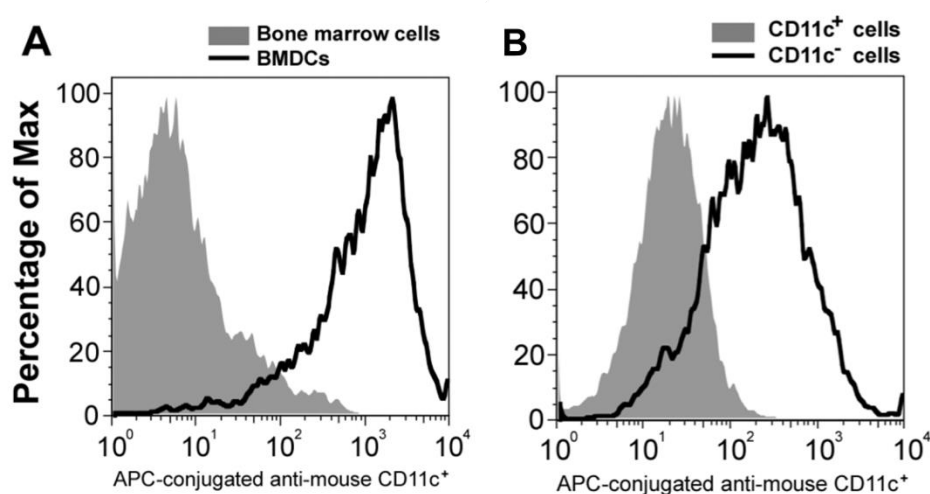 A
Bone marrow cells
BMDCs
Percentage of Max
100
80
60
40
20
0
10⁰ 10¹ 10² 10³ 10⁴
APC-conjugated anti-mouse CD11c⁺
B
CD11c⁺ cells
CD11c⁻ cells
100
80
60
40
20
0
10⁰ 10¹ 10² 10³ 10⁴
APC-conjugated anti-mouse CD11c⁺